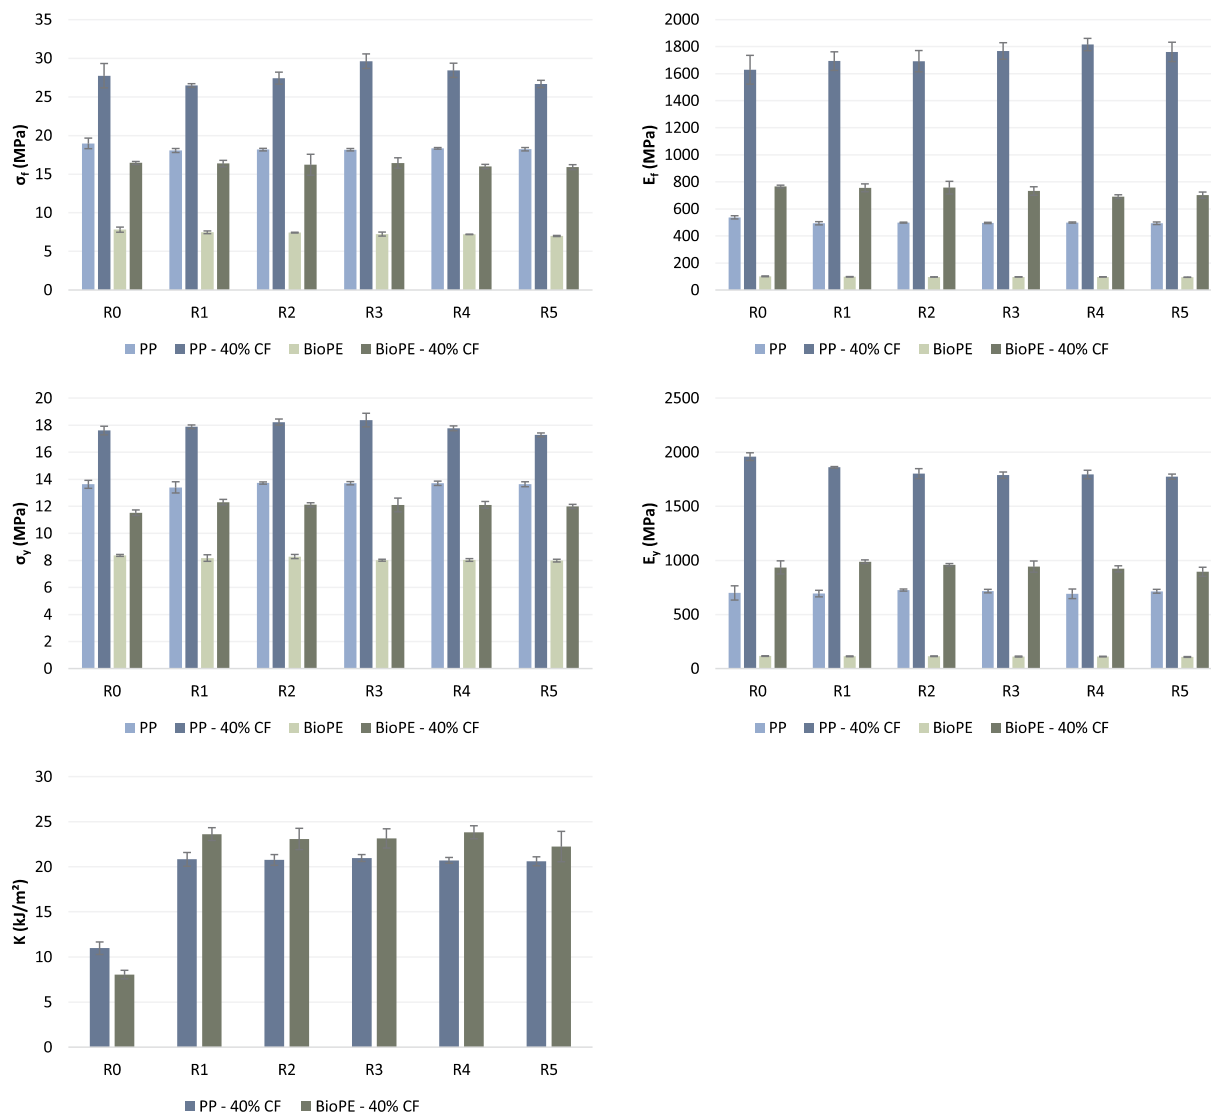 σf (MPa)
35
30
25
20
15
10
5
0
R0 R1 R2 R3 R4 R5
PP PP - 40% CF BioPE BioPE - 40% CF
Ef (MPa)
2000
1800
1600
1400
1200
1000
800
600
400
200
0
R0 R1 R2 R3 R4 R5
PP PP - 40% CF BioPE BioPE - 40% CF
σy (MPa)
20
18
16
14
12
10
8
6
4
2
0
R0 R1 R2 R3 R4 R5
PP PP - 40% CF BioPE BioPE - 40% CF
Ey (MPa)
2500
2000
1500
1000
500
0
R0 R1 R2 R3 R4 R5
PP PP - 40% CF BioPE BioPE - 40% CF
K (kJ/m²)
30
25
20
15
10
5
0
R0 R1 R2 R3 R4 R5
PP - 40% CF BioPE - 40% CF